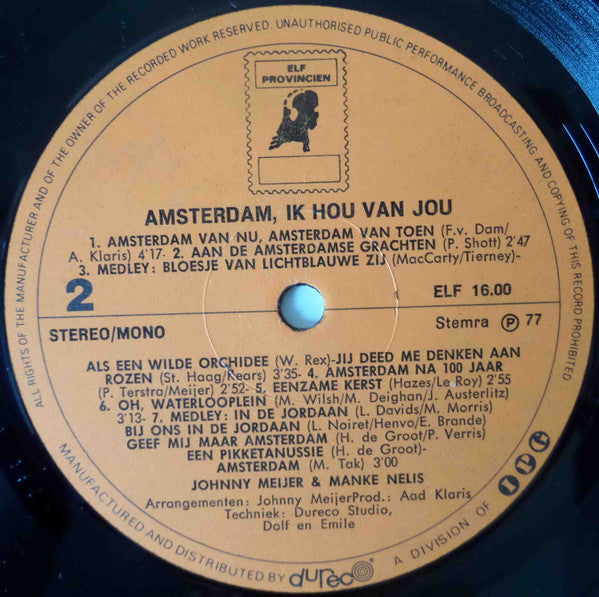 ALL RIGHTS OF THE MANUFACTURER AND OF THE OWNER OF THE RECORDED WORK RESERVED. UNAUTHORISED PUBLIC PERFORMANCE BROADCASTING AND COPYING OF THIS RECORD PROHIBITED
ELF
PROVINCIEN
AMSTERDAM, IK HOU VAN JOU
1. AMSTERDAM VAN NU, AMSTERDAM VAN TOEN (F.v. Dam/
A. Klaris) 4'17- 2. AAN DE AMSTERDAMSE GRACHTEN (P. Shott) 2'47
3. MEDLEY: BLOESJE VAN LICHTBLAUWE ZIJ (MacCarty/Tierney)-
2
ELF 16.00
STEREO/MONO
Stemra Ⓟ 77
ALS EEN WILDE ORCHIDEE (W. Rex)-JIJ DEED ME DENKEN AAN
ROZEN (St. Haag/Rears) 3'35- 4. AMSTERDAM NA 100 JAAR
(P. Terstra/Meijer) 2'52- 5. EENZAME KERST (Hazes/Le Roy) 2'55
6. OH, WATERLOOPLEIN (M. Wilsh/M. Deighan/J. Austerlitz)
3'13- 7. MEDLEY: IN DE JORDAAN (L. Davids/M. Morris)
BIJ ONS IN DE JORDAAN (L. Noiret/Henvo/E. Brande)
GEEF MIJ MAAR AMSTERDAM (H. de Groot/P. Verris)
EEN PIKKETANUSSIE (H. de Groot)-
AMSTERDAM (M. Tak) 3'00
JOHNNY MEIJER & MANKE NELIS
Arrangementen: Johnny MeijerProd.: Aad Klaris
Techniek: Dureco Studio,
Dolf en Emile
MANUFACTURED AND DISTRIBUTED BY dureco A DIVISION OF